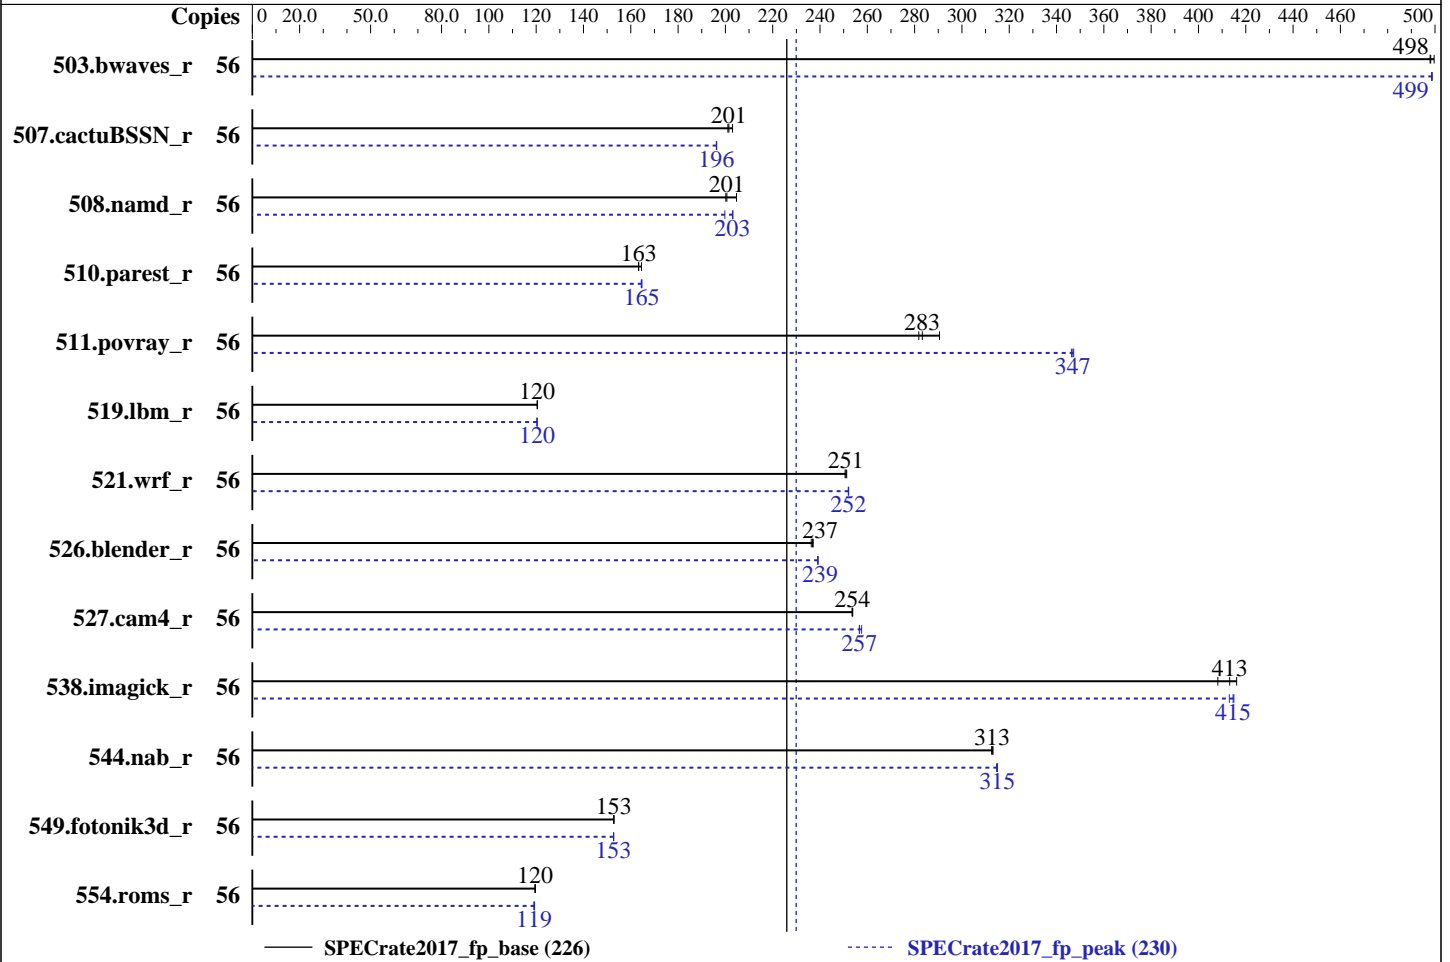 Copies 0 20.0 50.0 80.0 100 120 140 160 180 200 220 240 260 280 300 320 340 360 380 400 420 440 460 500
498
503.bwaves_r 56
499
201
507.cactuBSSN_r 56
196
201
508.namd_r 56
203
163
510.parest_r 56
165
283
511.povray_r 56
347
120
519.lbm_r 56
120
251
521.wrf_r 56
252
237
526.blender_r 56
239
254
527.cam4_r 56
257
413
538.imagick_r 56
415
313
544.nab_r 56
315
153
549.fotonik3d_r 56
153
120
554.roms_r 56
119
SPECrate2017_fp_base (226) SPECrate2017_fp_peak (230)